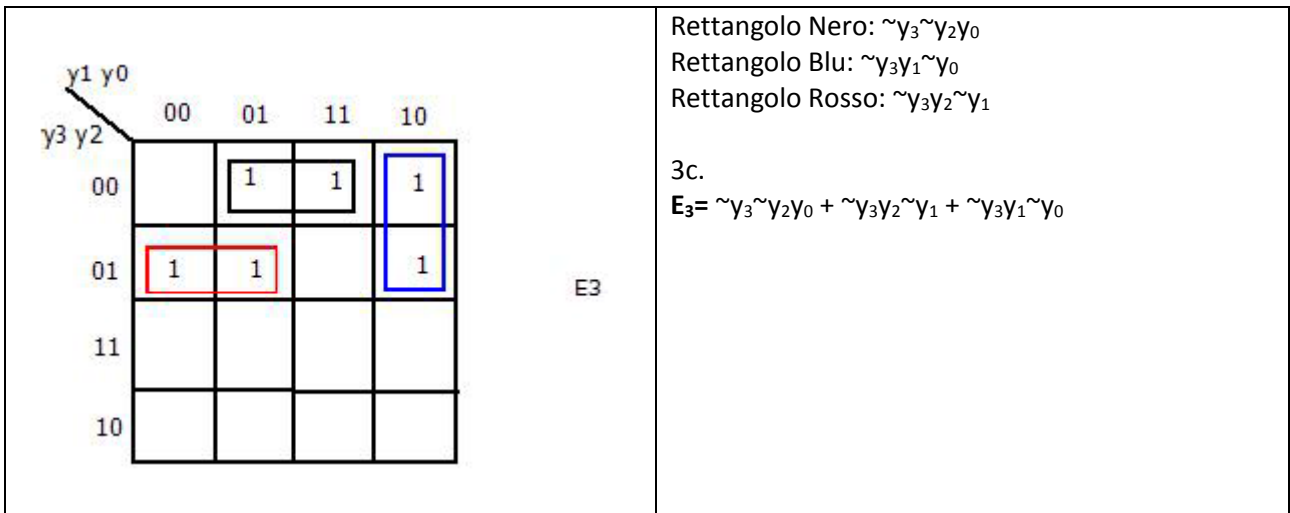 y1 y0
y3 y2
00 01 11 10
00 1 1 1
01 1 1 1
11
10
E3
Rettangolo Nero: ~y₃~y₂y₀
Rettangolo Blu: ~y₃y₁~y₀
Rettangolo Rosso: ~y₃y₂~y₁
3c.
E₃= ~y₃~y₂y₀ + ~y₃y₂~y₁ + ~y₃y₁~y₀